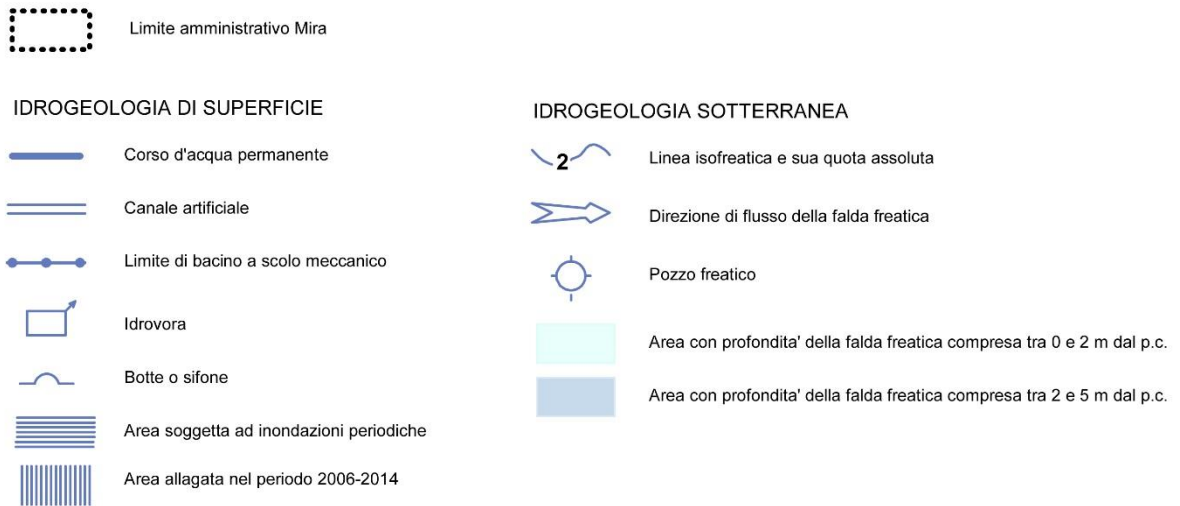 Limite amministrativo Mira
IDROGEOLOGIA DI SUPERFICIE
Corso d'acqua permanente
Canale artificiale
Limite di bacino a scolo meccanico
Idrovora
Botte o sifone
Area soggetta ad inondazioni periodiche
Area allagata nel periodo 2006-2014
IDROGEOLOGIA SOTTERRANEA
2
Linea isofreatica e sua quota assoluta
Direzione di flusso della falda freatica
Pozzo freatico
Area con profondita' della falda freatica compresa tra 0 e 2 m dal p.c.
Area con profondita' della falda freatica compresa tra 2 e 5 m dal p.c.